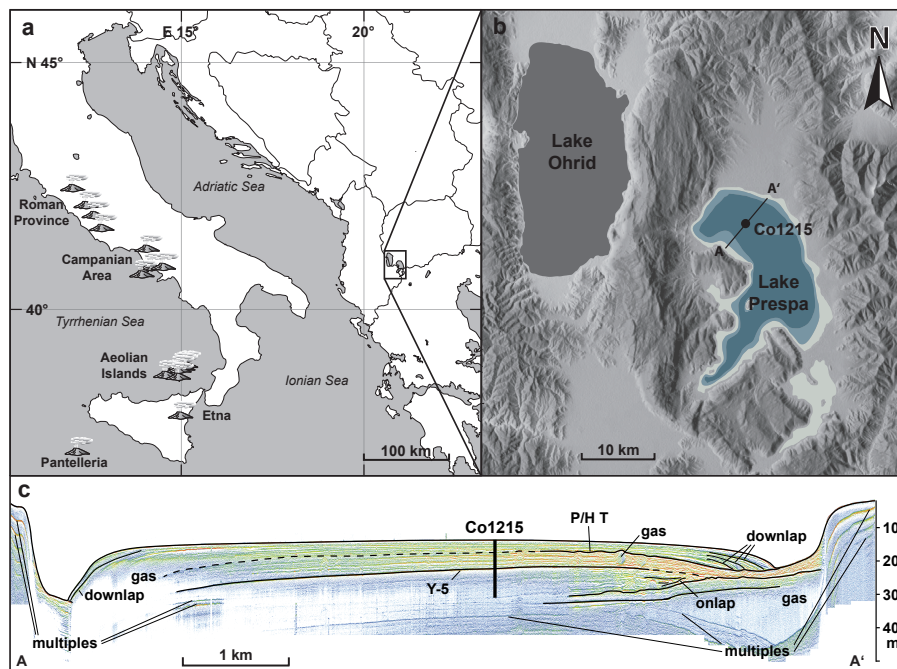 a
E 15°
20°
N 45°
Adriatic Sea
Roman
Province
Campanian
Area
40°
Tyrrhenian Sea
Aeolian
Islands
Ionian Sea
Etna
Pantelleria
100 km
b
N
Lake
Ohrid
A‘
Co1215
A
Lake
Prespa
10 km
c
Co1215
P/H T
gas
downlap
10
20
30
40
m
gas
downlap
Y-5
onlap
gas
multiples
multiples
A
1 km
A‘